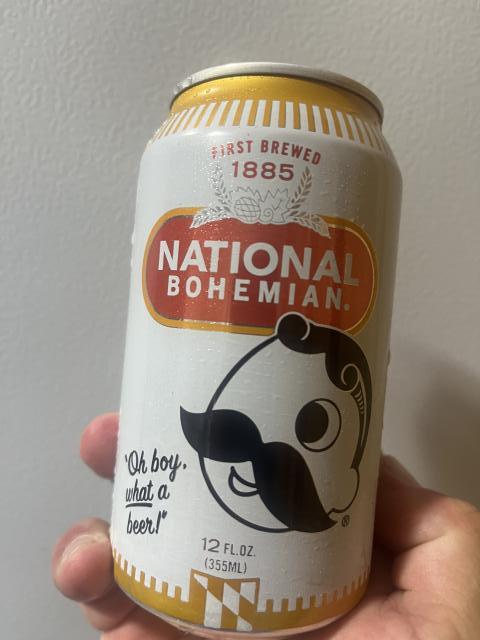 FIRST BREWED
1885
NATIONAL
BOHEMIAN.
"Oh boy,
what a
beer!"
®
12 FL.OZ.
(355ML)